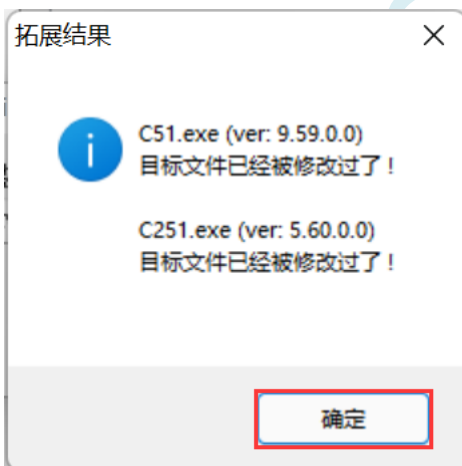 拓展结果
C51.exe (ver: 9.59.0.0)
目标文件已经被修改过了！
C251.exe (ver: 5.60.0.0)
目标文件已经被修改过了！
确定